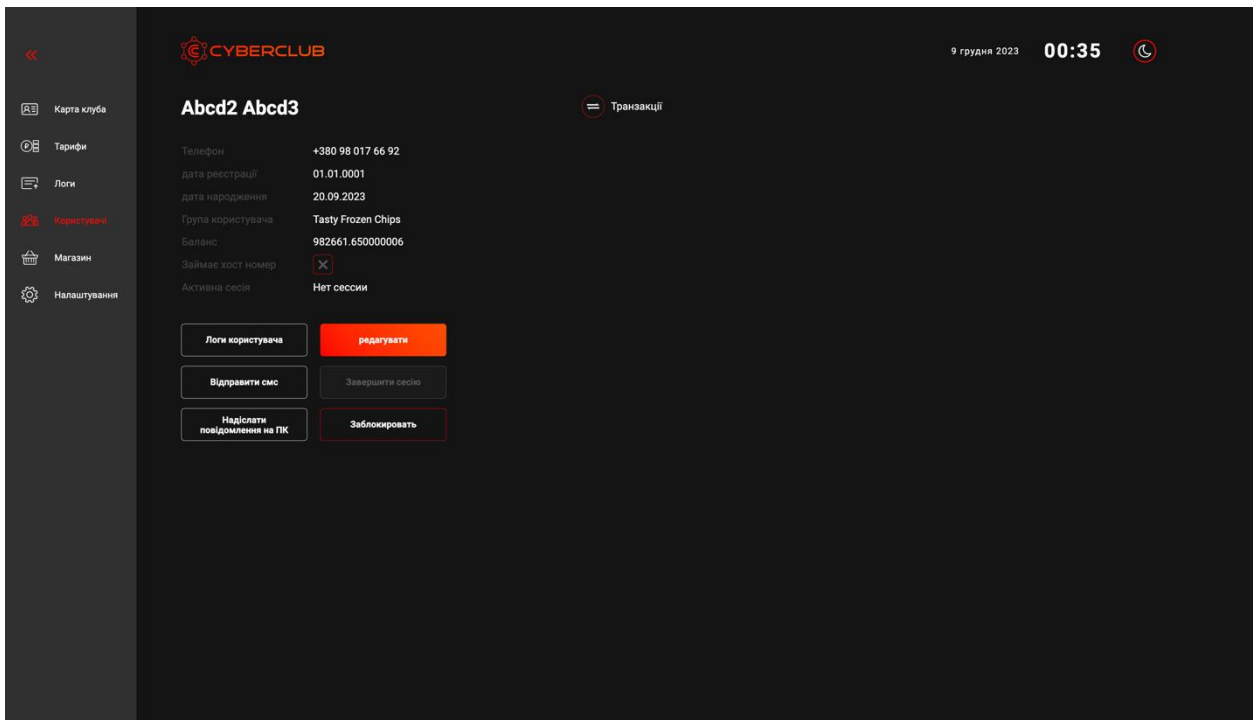 CYBERCLUB
9 грудня 2023
00:35
Карта клуба
Тарифи
Логи
Користувачі
Магазин
Налаштування
Abcd2 Abcd3
Транзакції
Телефон +380 98 017 66 92
дата реєстрації 01.01.0001
дата народження 20.09.2023
Група користувача Tasty Frozen Chips
Баланс 982661.650000006
Займає хост номер
Активна сесія Нет сессии
Логи користувача
редагувати
Відправити смс
Завершити сесію
Надіслати
повідомлення на ПК
Заблокировать